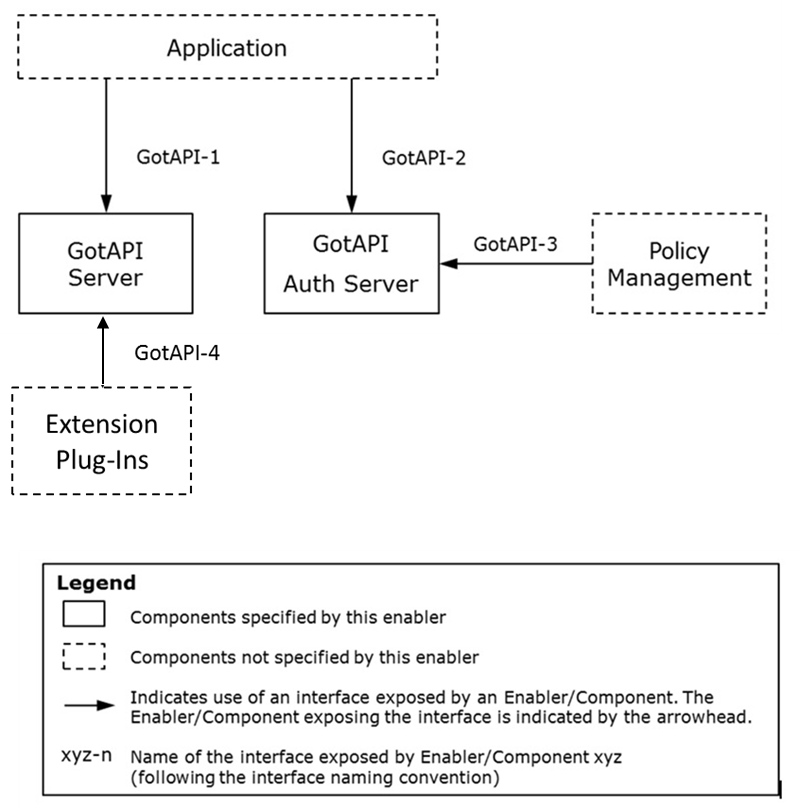 Application
GotAPI-1
GotAPI-2
GotAPI
Server
GotAPI
Auth Server
GotAPI-3
Policy
Management
GotAPI-4
Extension
Plug-Ins
Legend
Components specified by this enabler
Components not specified by this enabler
Indicates use of an interface exposed by an Enabler/Component. The
Enabler/Component exposing the interface is indicated by the arrowhead.
xyz-n
Name of the interface exposed by Enabler/Component xyz
(following the interface naming convention)